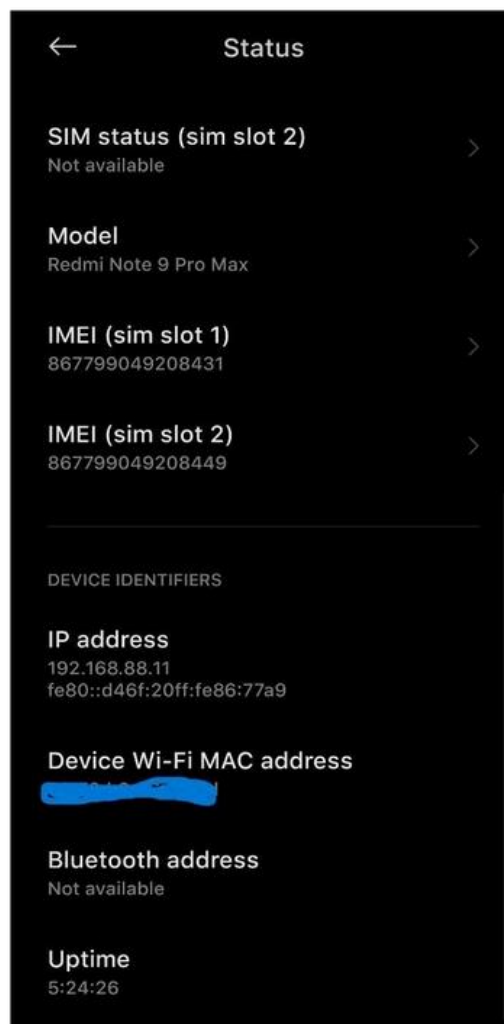 Status
SIM status (sim slot 2)
Not available
Model
Redmi Note 9 Pro Max
IMEI (sim slot 1)
867799049208431
IMEI (sim slot 2)
867799049208449
DEVICE IDENTIFIERS
IP address
192.168.88.11
fe80::d46f:20ff:fe86:77a9
Device Wi-Fi MAC address
Bluetooth address
Not available
Uptime
5:24:26